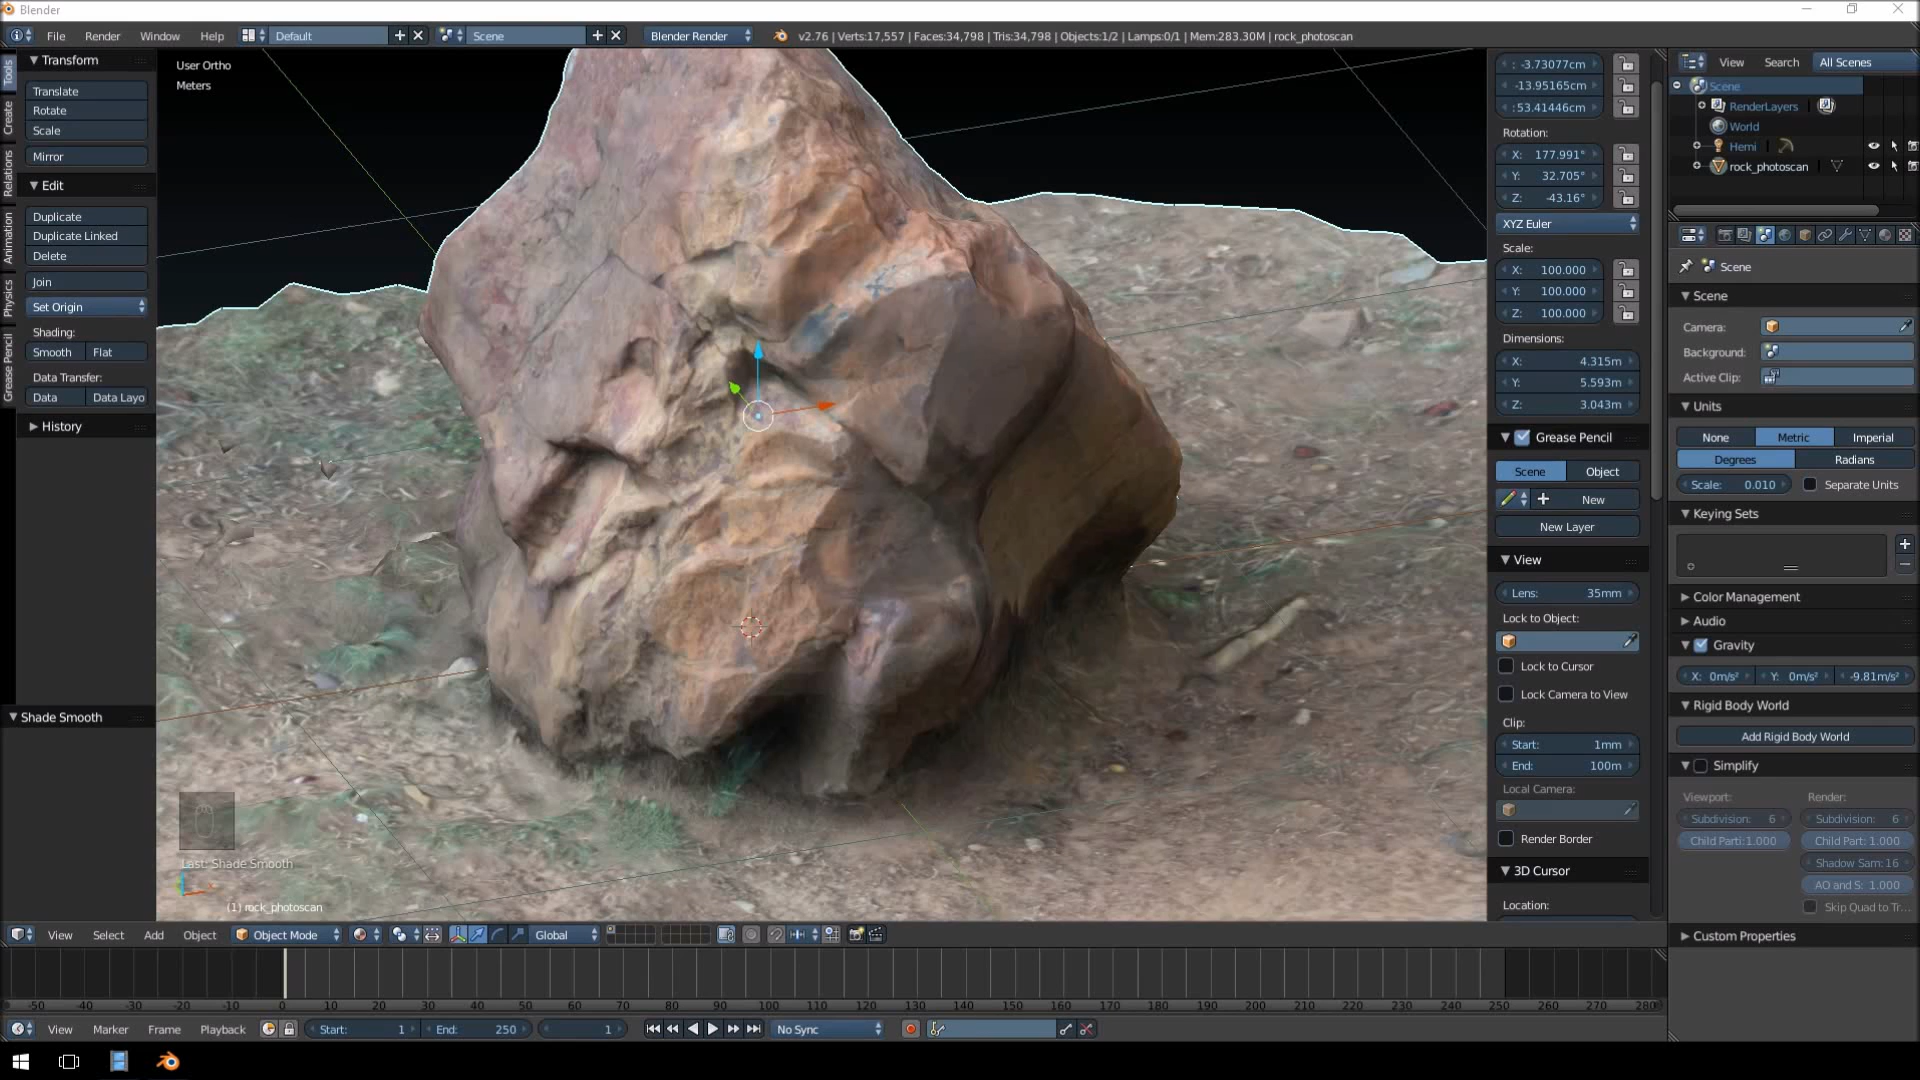 Blender
File Render Window Help Default Scene Blender Render v2.76 | Verts:17,557 | Faces:34,798 | Tris:34,798 | Objects:1/2 | Lamps:0/1 | Mem:283.30M | rock_photoscan
Tools
Create
Relations
Animation
Physics
Grease Pencil
Transform
Translate
Rotate
Scale
Mirror
Edit
Duplicate
Duplicate Linked
Delete
Join
Set Origin
Shading:
Smooth Flat
Data Transfer:
Data Data Layo
History
Shade Smooth
User Ortho
Meters
Last: Shade Smooth
(1) rock_photoscan
: -3.73077cm
-13.95165cm
:53.41446cm
Rotation:
X: 177.991°
Y: 32.705°
Z: -43.16°
XYZ Euler
Scale:
X: 100.000
Y: 100.000
Z: 100.000
Dimensions:
X: 4.315m
Y: 5.593m
Z: 3.043m
Grease Pencil
Scene Object
New
New Layer
View
Lens: 35mm
Lock to Object:
Lock to Cursor
Lock Camera to View
Clip:
Start: 1mm
End: 100m
Local Camera:
Render Border
3D Cursor
Location:
View Search All Scenes
Scene
RenderLayers
World
Hemi
rock_photoscan
Scene
Scene
Camera:
Background:
Active Clip:
Units
None Metric Imperial
Degrees Radians
Scale: 0.010 Separate Units
Keying Sets
Color Management
Audio
Gravity
X: 0m/s² Y: 0m/s² -9.81m/s²
Rigid Body World
Add Rigid Body World
Simplify
Viewport: Render:
Subdivision: 6 Subdivision: 6
Child Parti:1.000 Child Part: 1.000
Shadow Sam: 16
AO and S: 1.000
Skip Quad to Tr...
Custom Properties
View Select Add Object Object Mode Global
-50 -40 -30 -20 -10 0 10 20 30 40 50 60 70 80 90 100 110 120 130 140 150 160 170 180 190 200 210 220 230 240 250 260 270 280
View Marker Frame Playback Start: 1 End: 250 1 No Sync